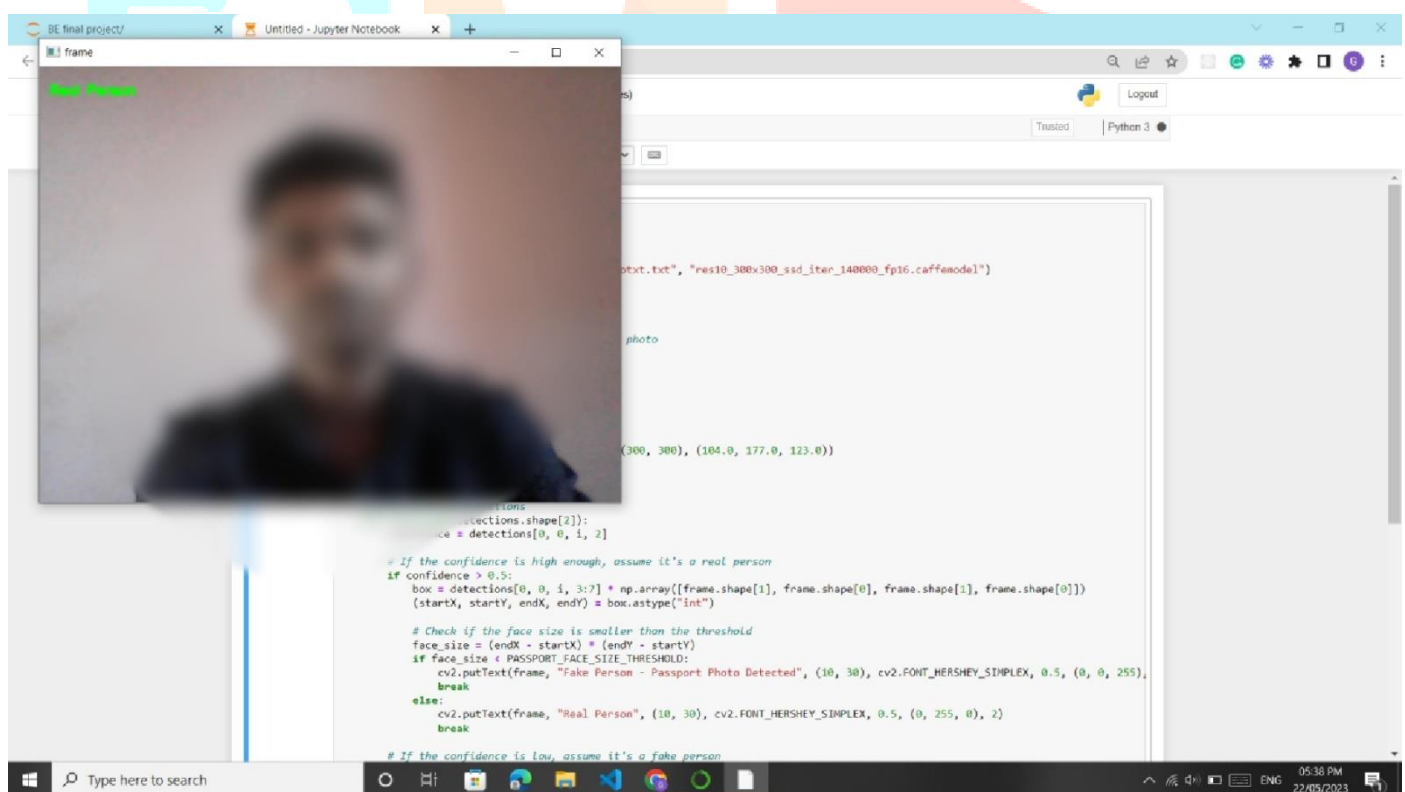 BE final project/
Untitled - Jupyter Notebook
frame
Real Person
es)
Logout
Trusted
Python 3
otxt.txt", "res10_300x300_ssd_iter_140000_fp16.caffemodel")
photo
(300, 300), (104.0, 177.0, 123.0))
tections.shape[2]):
ce = detections[0, 0, i, 2]
# If the confidence is high enough, assume it's a real person
if confidence > 0.5:
box = detections[0, 0, i, 3:7] * np.array([frame.shape[1], frame.shape[0], frame.shape[1], frame.shape[0]])
(startX, startY, endX, endY) = box.astype("int")
# Check if the face size is smaller than the threshold
face_size = (endX - startX) * (endY - startY)
if face_size < PASSPORT_FACE_SIZE_THRESHOLD:
cv2.putText(frame, "Fake Person - Passport Photo Detected", (10, 30), cv2.FONT_HERSHEY_SIMPLEX, 0.5, (0, 0, 255),
break
else:
cv2.putText(frame, "Real Person", (10, 30), cv2.FONT_HERSHEY_SIMPLEX, 0.5, (0, 255, 0), 2)
break
# If the confidence is low, assume it's a fake person
Type here to search
ENG
05:38 PM
22/05/2023